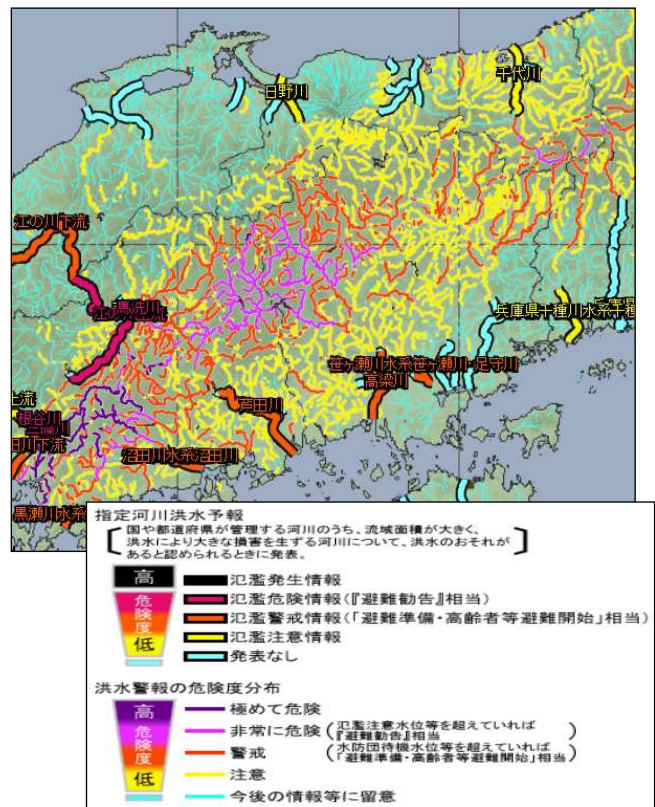 千代川
日野川
江の川下流
馬洗川
兵庫県千種川水系千種
笹ヶ瀬川水系笹ヶ瀬川・足守川
高梁川
芦田川
上流
根谷川
沼田川水系沼田川
黒瀬川水系
指定河川洪水予報
国や都道府県が管理する河川のうち、流域面積が大きく、
洪水により大きな損害を生ずる河川について、洪水のおそれが
あると認められるときに発表。
高
危険度
低
氾濫発生情報
氾濫危険情報(『避難勧告』相当)
氾濫警戒情報(「避難準備・高齢者等避難開始」相当)
氾濫注意情報
発表なし
洪水警報の危険度分布
高
危険度
低
極めて危険
非常に危険(氾濫注意水位等を超えていれば
『避難勧告』相当)
警戒(水防団待機水位等を超えていれば
「避難準備・高齢者等避難開始」相当)
注意
今後の情報等に留意